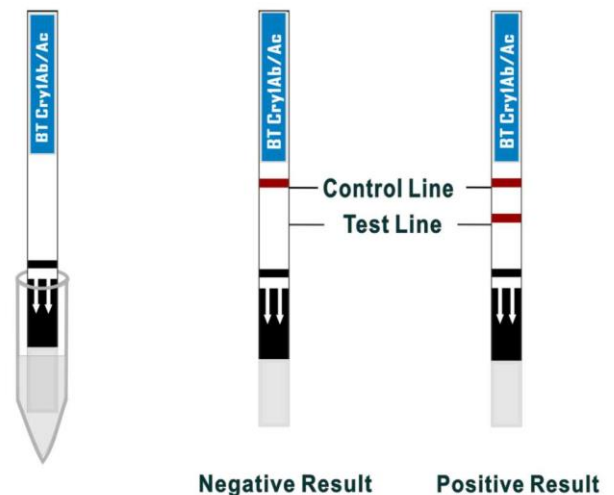 BT Cry1Ab/Ac
BT Cry1Ab/Ac
BT Cry1Ab/Ac
Control Line
Test Line
Negative Result
Positive Result